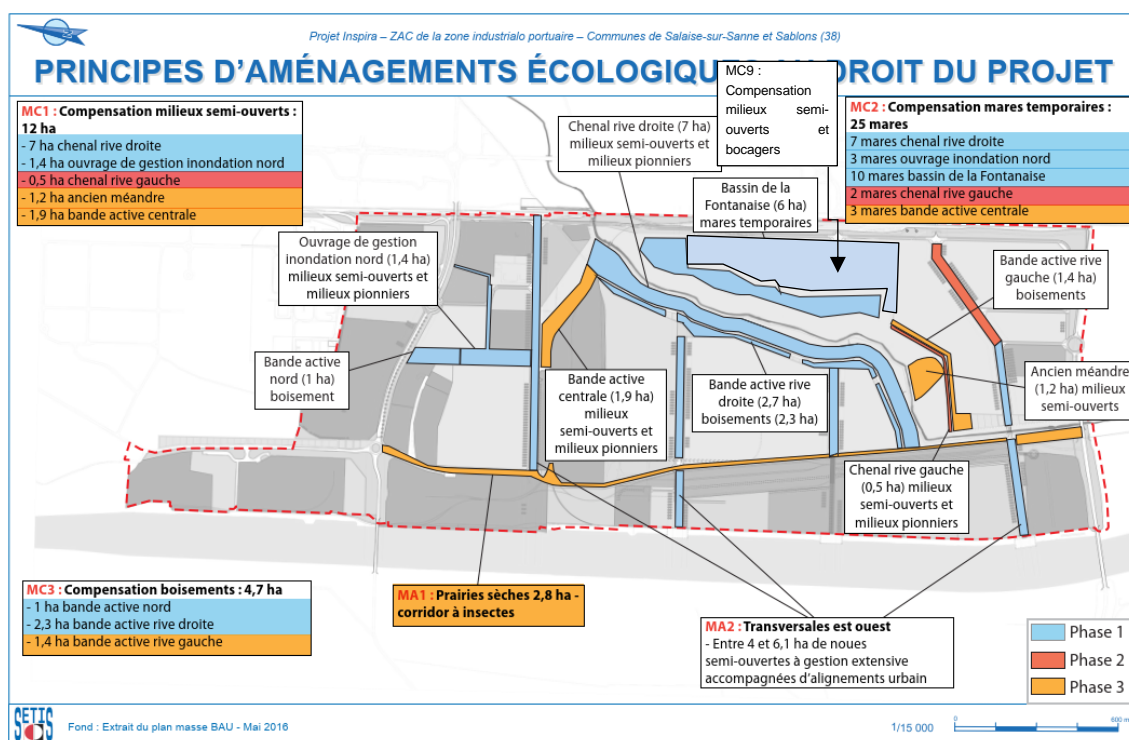 Projet Inspira – ZAC de la zone industrialo portuaire – Communes de Salaise-sur-Sanne et Sablons (38)
PRINCIPES D'AMÉNAGEMENTS ÉCOLOGIQUES DROIT DU PROJET
MC1 : Compensation milieux semi-ouverts :
12 ha
- 7 ha chenal rive droite
- 1,4 ha ouvrage de gestion inondation nord
- 0,5 ha chenal rive gauche
- 1,2 ha ancien méandre
- 1,9 ha bande active centrale
Chenal rive droite (7 ha)
milieux semi-ouverts et
milieux pionniers
MC9 :
Compensation
milieux semi-
ouverts et
bocagers
MC2 : Compensation mares temporaires :
25 mares
7 mares chenal rive droite
3 mares ouvrage inondation nord
10 mares bassin de la Fontanaise
2 mares chenal rive gauche
3 mares bande active centrale
Bassin de la
Fontanaise (6 ha)
mares temporaires
Ouvrage de gestion
inondation nord (1,4 ha)
milieux semi-ouverts et
milieux pionniers
Bande active rive
gauche (1,4 ha)
boisements
Bande active
nord (1 ha)
boisement
Bande active
centrale (1,9 ha)
milieux
semi-ouverts et
milieux pionniers
Bande active rive
droite (2,7 ha)
boisements (2,3 ha)
Ancien méandre
(1,2 ha) milieux
semi-ouverts
Chenal rive gauche
(0,5 ha) milieux
semi-ouverts et
milieux pionniers
MC3 : Compensation boisements : 4,7 ha
- 1 ha bande active nord
- 2,3 ha bande active rive droite
- 1,4 ha bande active rive gauche
MA1 : Prairies sèches 2,8 ha -
corridor à insectes
MA2 : Transversales est ouest
- Entre 4 et 6,1 ha de noues
semi-ouvertes à gestion extensive
accompagnées d'alignements urbain
Phase 1
Phase 2
Phase 3
SETIS
Fond : Extrait du plan masse BAU - Mai 2016
1/15 000
0
600 m